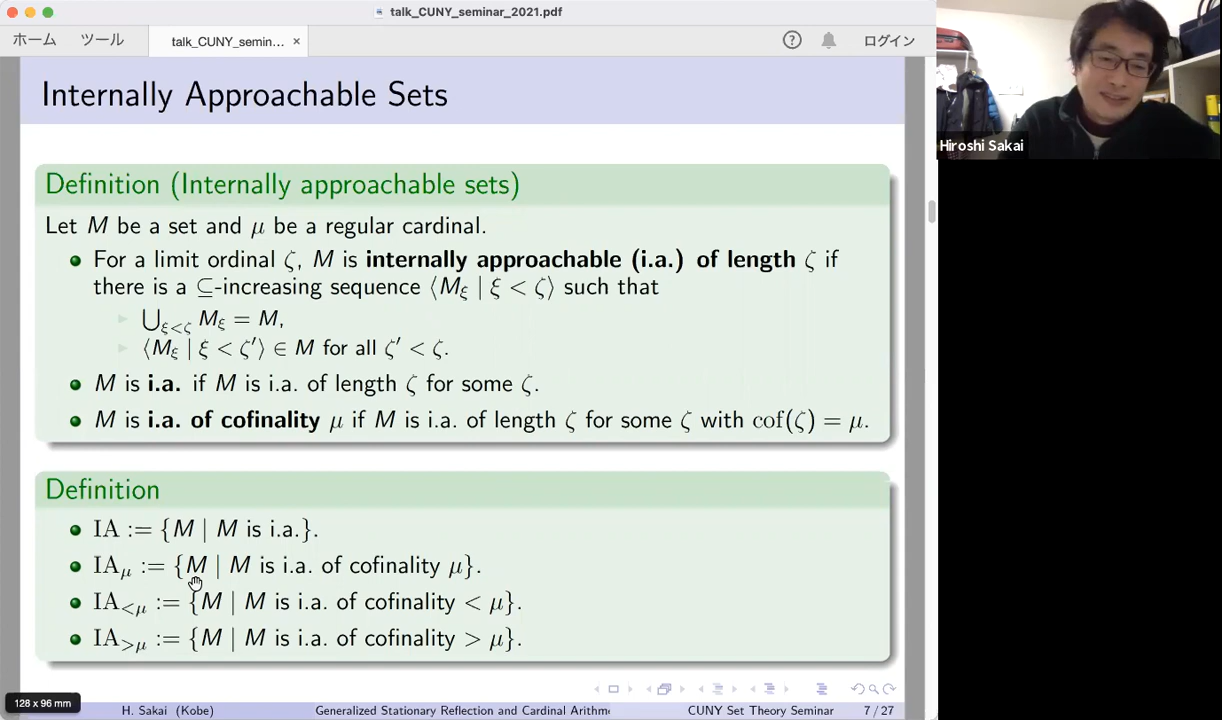 talk_CUNY_seminar_2021.pdf
ホーム ツール talk_CUNY_semin... × ? ログイン
Internally Approachable Sets
Hiroshi Sakai
Definition (Internally approachable sets)
Let M be a set and μ be a regular cardinal.
For a limit ordinal ζ, M is internally approachable (i.a.) of length ζ if
there is a ⊆-increasing sequence ⟨M_ξ | ξ < ζ⟩ such that
⋃_{ξ<ζ} M_ξ = M,
⟨M_ξ | ξ < ζ′⟩ ∈ M for all ζ′ < ζ.
M is i.a. if M is i.a. of length ζ for some ζ.
M is i.a. of cofinality μ if M is i.a. of length ζ for some ζ with cof(ζ) = μ.
Definition
IA := {M | M is i.a.}.
IA_μ := {M | M is i.a. of cofinality μ}.
IA_{<μ} := {M | M is i.a. of cofinality < μ}.
IA_{>μ} := {M | M is i.a. of cofinality > μ}.
128 x 96 mm
H. Sakai (Kobe) Generalized Stationary Reflection and Cardinal Arithm CUNY Set Theory Seminar 7 / 27